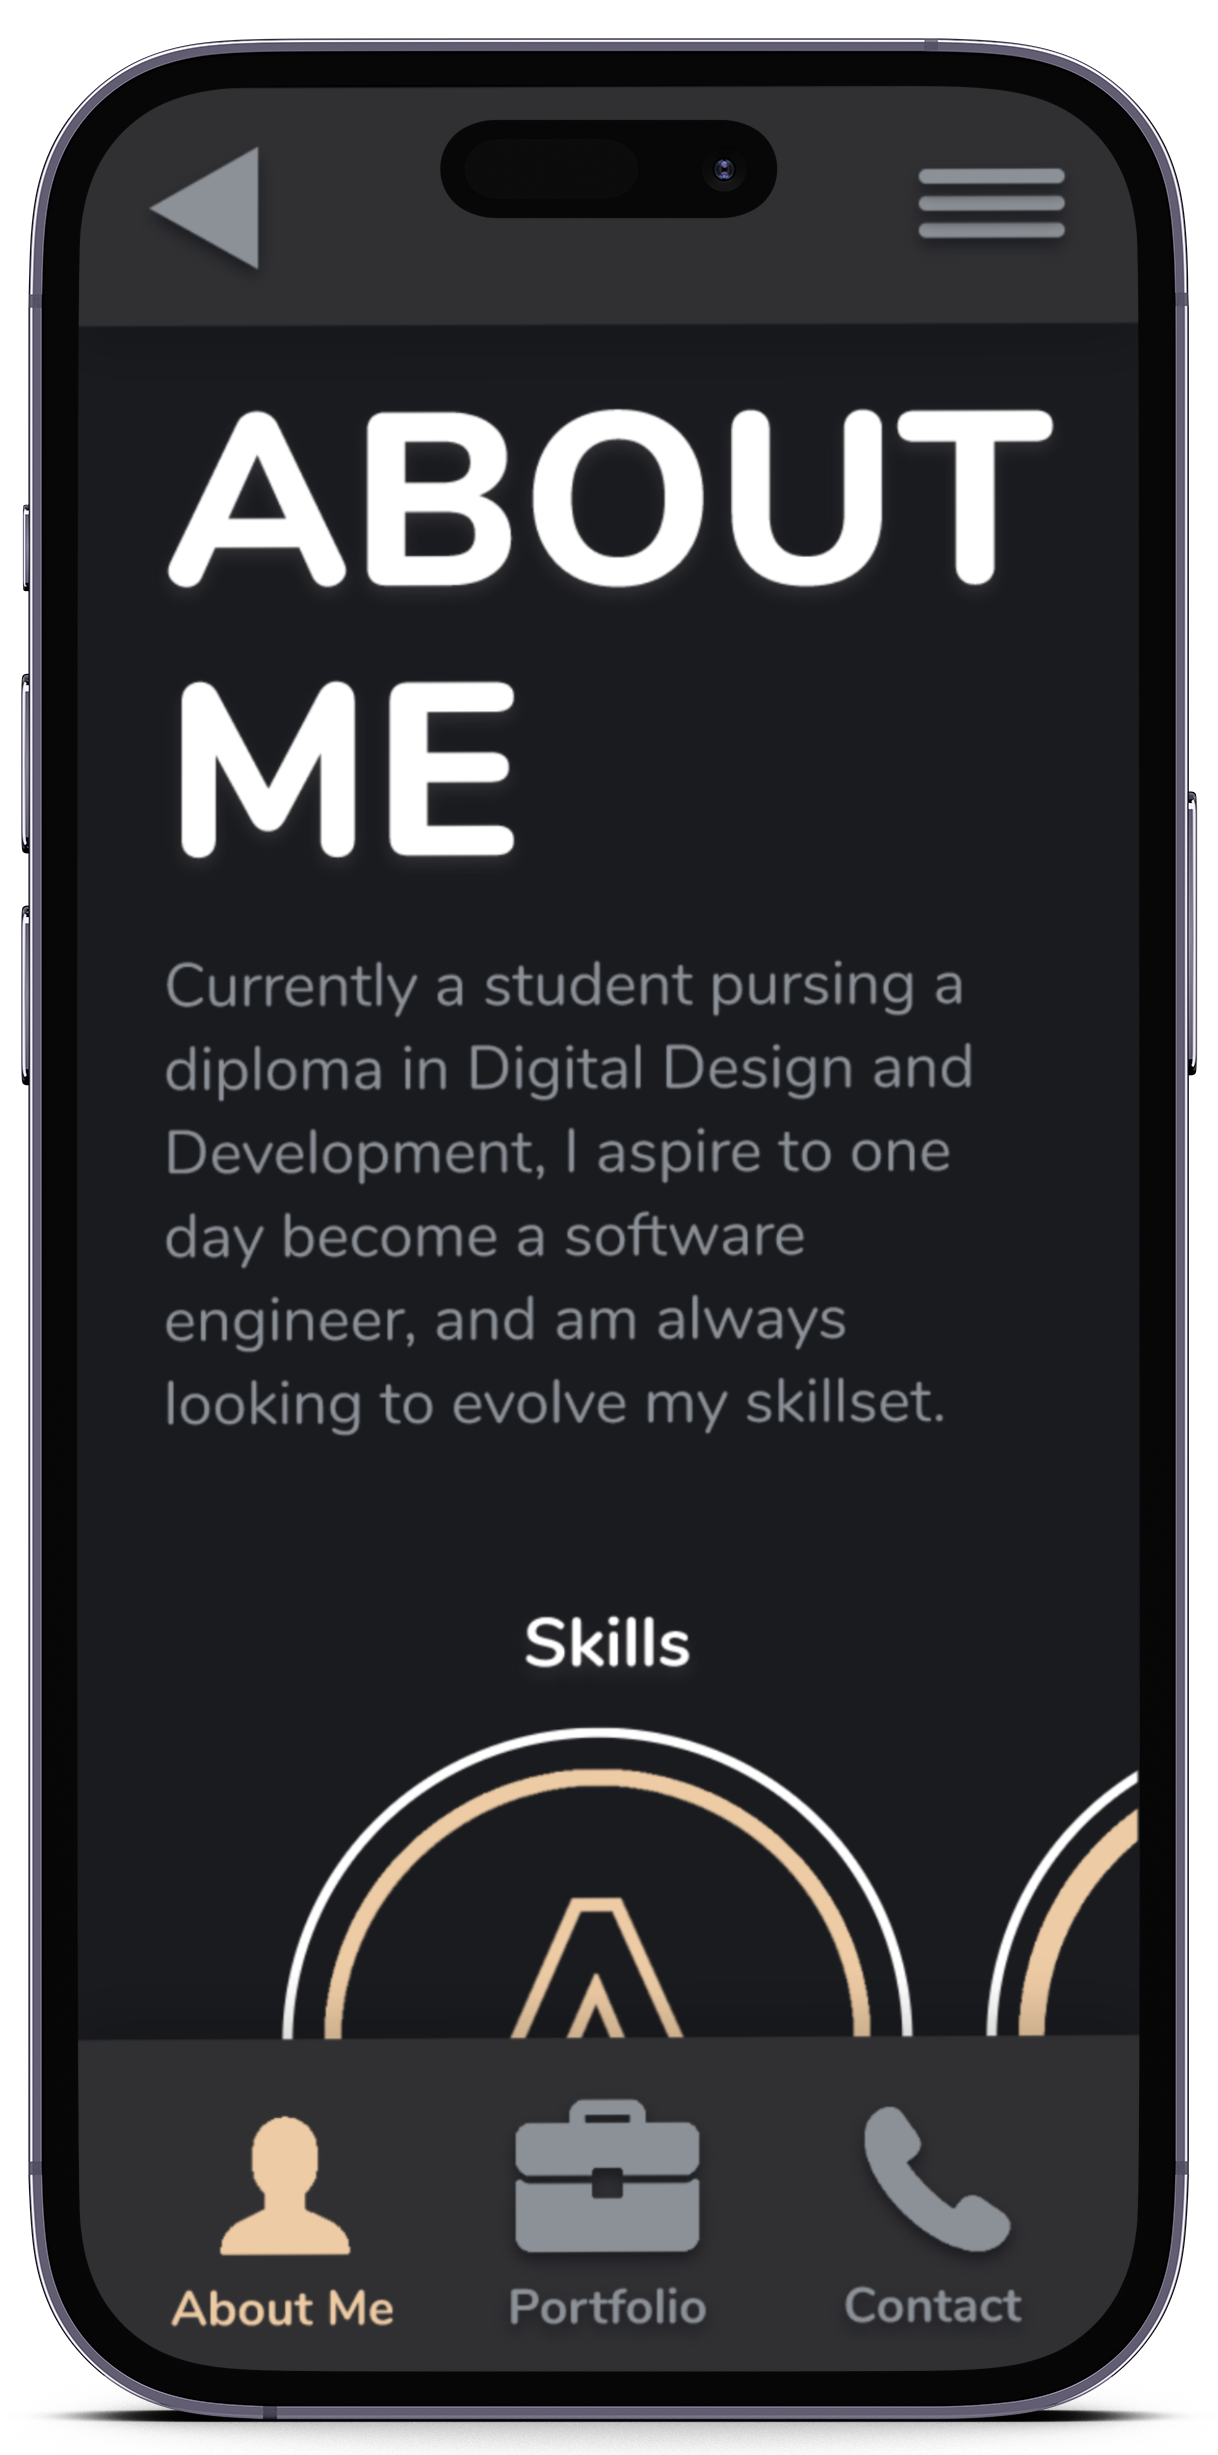 ABOUT
ME
Currently a student pursing a
diploma in Digital Design and
Development, I aspire to one
day become a software
engineer, and am always
looking to evolve my skillset.
Skills
About Me
Portfolio
Contact